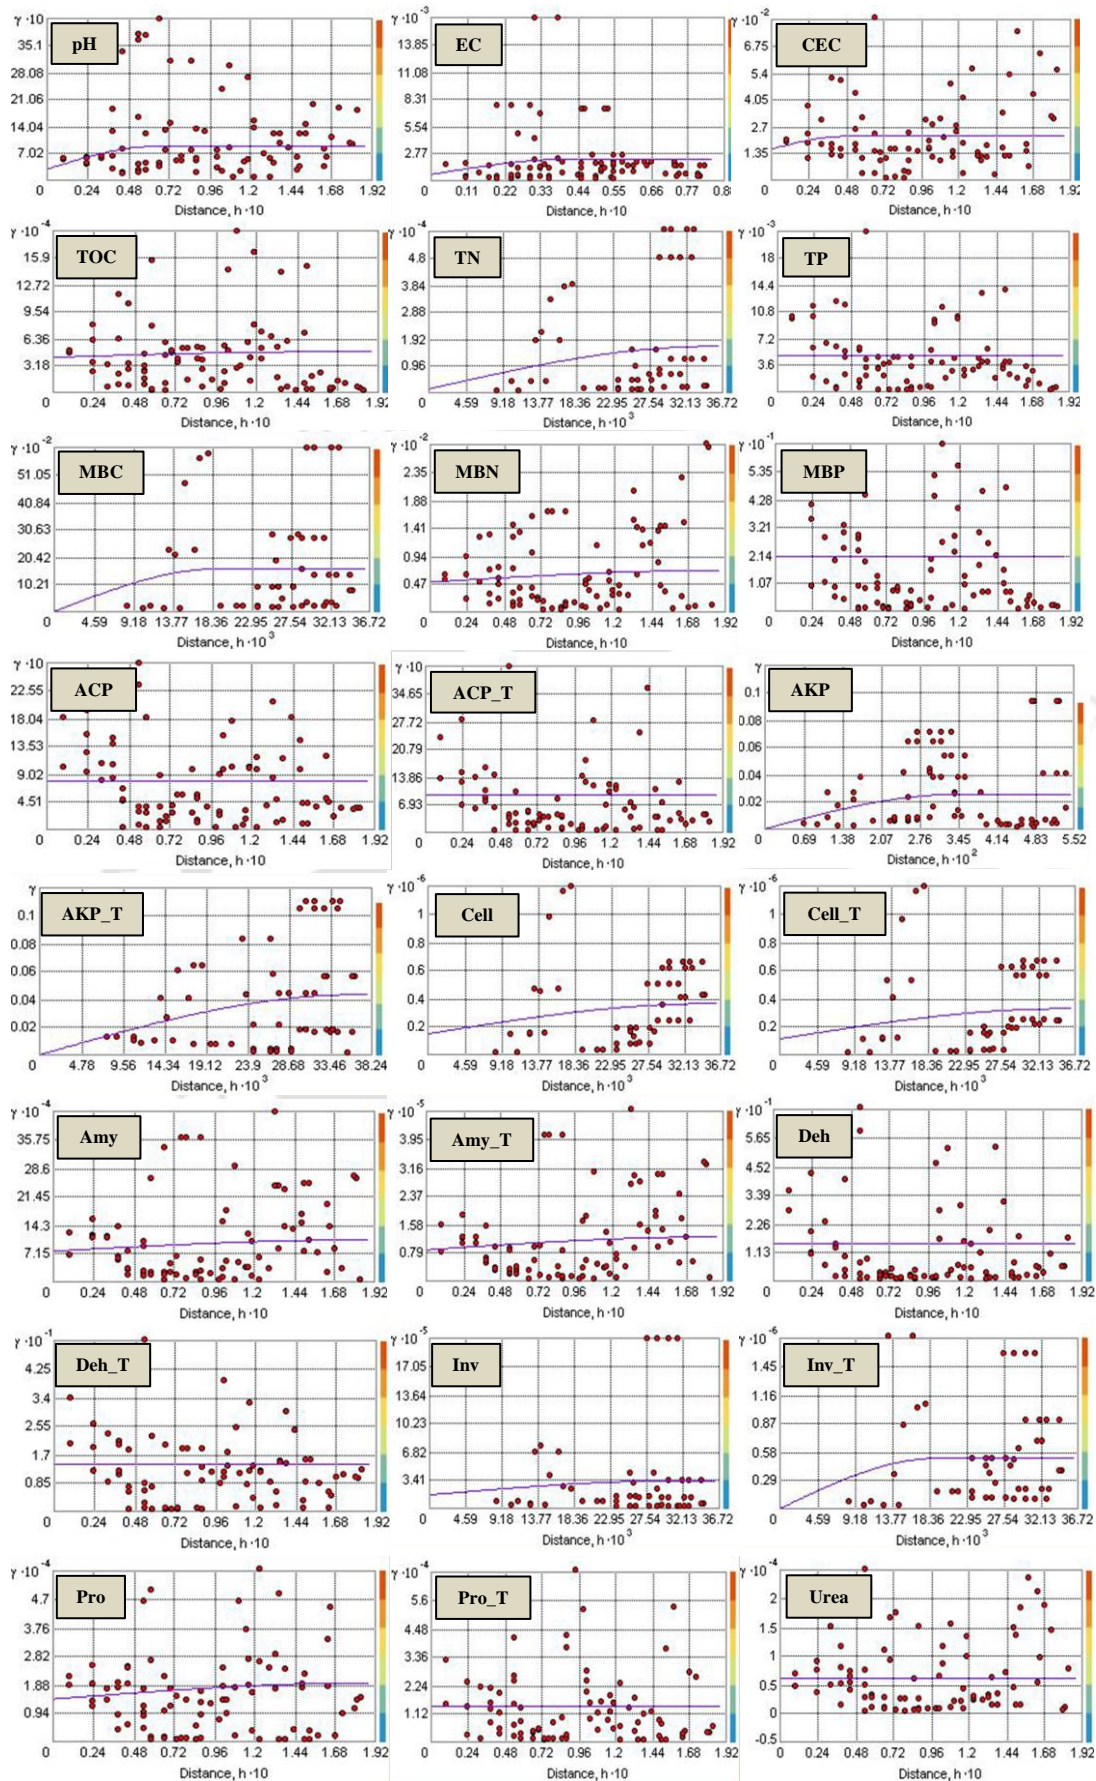 γ ·10
35.1
28.08
21.06
14.04
7.02
0
pH
0 0.24 0.48 0.72 0.96 1.2 1.44 1.68 1.92
Distance, h ·10
γ ·10⁻³
13.85
11.08
8.31
5.54
2.77
EC
0 0.11 0.22 0.33 0.44 0.55 0.66 0.77 0.8
Distance, h ·10
γ ·10⁻²
6.75
5.4
4.05
2.7
1.35
CEC
0 0.24 0.48 0.72 0.96 1.2 1.44 1.68 1.92
Distance, h ·10
γ ·10⁻⁴
15.9
12.72
9.54
6.36
3.18
TOC
0 0.24 0.48 0.72 0.96 1.2 1.44 1.68 1.92
Distance, h ·10
γ ·10⁻⁴
4.8
3.84
2.88
1.92
0.96
TN
0 4.59 9.18 13.77 18.36 22.95 27.54 32.13 36.72
Distance, h ·10³
γ ·10⁻³
18
14.4
10.8
7.2
3.6
TP
0 0.24 0.48 0.72 0.96 1.2 1.44 1.68 1.92
Distance, h ·10
γ ·10⁻²
51.05
40.84
30.63
20.42
10.21
MBC
0 4.59 9.18 13.77 18.36 22.95 27.54 32.13 36.72
Distance, h ·10³
γ ·10⁻²
2.35
1.88
1.41
0.94
0.47
MBN
0 0.24 0.48 0.72 0.96 1.2 1.44 1.68 1.92
Distance, h ·10
γ ·10⁻¹
5.35
4.28
3.21
2.14
1.07
MBP
0 0.24 0.48 0.72 0.96 1.2 1.44 1.68 1.92
Distance, h ·10
γ ·10
22.55
18.04
13.53
9.02
4.51
ACP
0 0.24 0.48 0.72 0.96 1.2 1.44 1.68 1.92
Distance, h ·10
γ ·10
34.65
27.72
20.79
13.86
6.93
ACP_T
0 0.24 0.48 0.72 0.96 1.2 1.44 1.68 1.92
Distance, h ·10
γ
0.1
0.08
0.06
0.04
0.02
AKP
0 0.69 1.38 2.07 2.76 3.45 4.14 4.83 5.52
Distance, h ·10²
γ
0.1
0.08
0.06
0.04
0.02
AKP_T
0 4.78 9.56 14.34 19.12 23.9 28.68 33.46 38.24
Distance, h ·10³
γ ·10⁻⁶
1
0.8
0.6
0.4
0.2
Cell
0 4.59 9.18 13.77 18.36 22.95 27.54 32.13 36.72
Distance, h ·10³
γ ·10⁻⁶
1
0.8
0.6
0.4
0.2
Cell_T
0 4.59 9.18 13.77 18.36 22.95 27.54 32.13 36.72
Distance, h ·10³
γ ·10⁻⁴
35.75
28.6
21.45
14.3
7.15
Amy
0 0.24 0.48 0.72 0.96 1.2 1.44 1.68 1.92
Distance, h ·10
γ ·10⁻⁵
3.95
3.16
2.37
1.58
0.79
Amy_T
0 0.24 0.48 0.72 0.96 1.2 1.44 1.68 1.92
Distance, h ·10
γ ·10⁻¹
5.65
4.52
3.39
2.26
1.13
Deh
0 0.24 0.48 0.72 0.96 1.2 1.44 1.68 1.92
Distance, h ·10
γ ·10⁻¹
4.25
3.4
2.55
1.7
0.85
Deh_T
0 0.24 0.48 0.72 0.96 1.2 1.44 1.68 1.92
Distance, h ·10
γ ·10⁻⁵
17.05
13.64
10.23
6.82
3.41
Inv
0 4.59 9.18 13.77 18.36 22.95 27.54 32.13 36.72
Distance, h ·10³
γ ·10⁻⁶
1.45
1.16
0.87
0.58
0.29
Inv_T
0 4.59 9.18 13.77 18.36 22.95 27.54 32.13 36.72
Distance, h ·10³
γ ·10⁻⁴
4.7
3.76
2.82
1.88
0.94
Pro
0 0.24 0.48 0.72 0.96 1.2 1.44 1.68 1.92
Distance, h ·10
γ ·10⁻⁴
5.6
4.48
3.36
2.24
1.12
Pro_T
0 0.24 0.48 0.72 0.96 1.2 1.44 1.68 1.92
Distance, h ·10
γ ·10⁻⁴
2
1.5
1
0.5
0
-0.5
Urea
0 0.24 0.48 0.72 0.96 1.2 1.44 1.68 1.92
Distance, h ·10